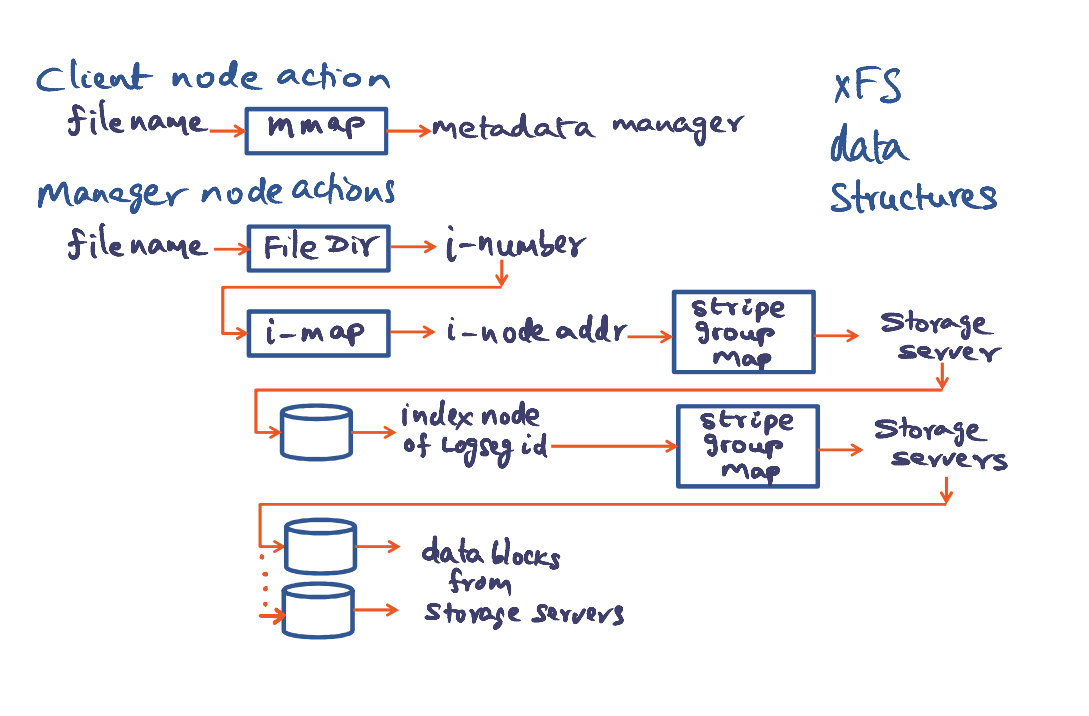 Client node action
xFS
filename mmap metadata manager
data
Manager node actions
Structures
filename File Dir i-number
i-map i-node addr stripe group map Storage server
index node of Logseg id stripe group map Storage servers
data blocks
from
storage servers